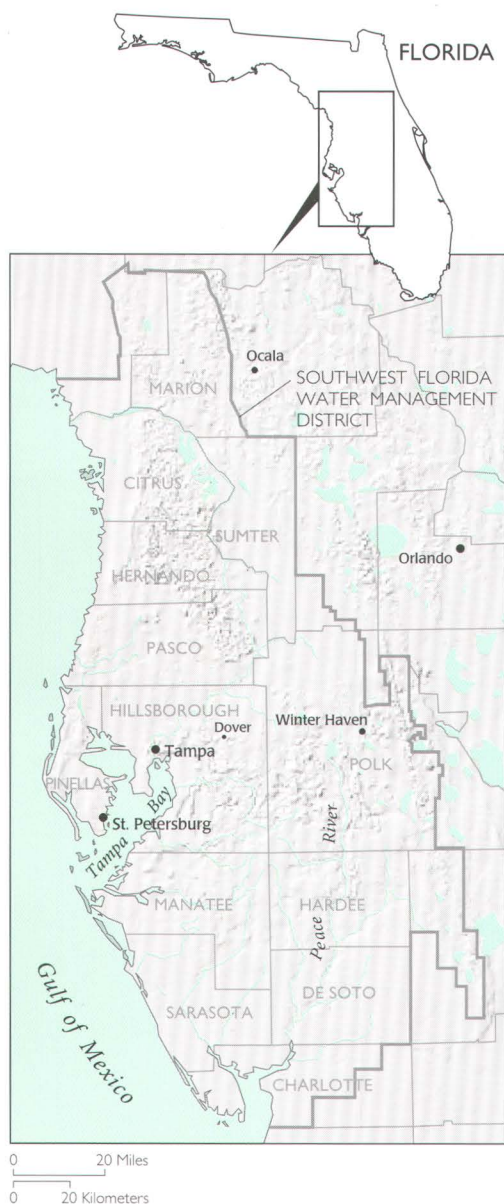 FLORIDA
Ocala
MARION
SOUTHWEST FLORIDA
WATER MANAGEMENT
DISTRICT
CITRUS
SUMTER
Orlando
HERNANDO
PASCO
HILLSBOROUGH
Dover
Winter Haven
Tampa
POLK
PINELLAS
St. Petersburg
Tampa Bay
Peace River
MANATEE
HARDEE
Gulf of Mexico
DE SOTO
SARASOTA
CHARLOTTE
0 20 Miles
0 20 Kilometers